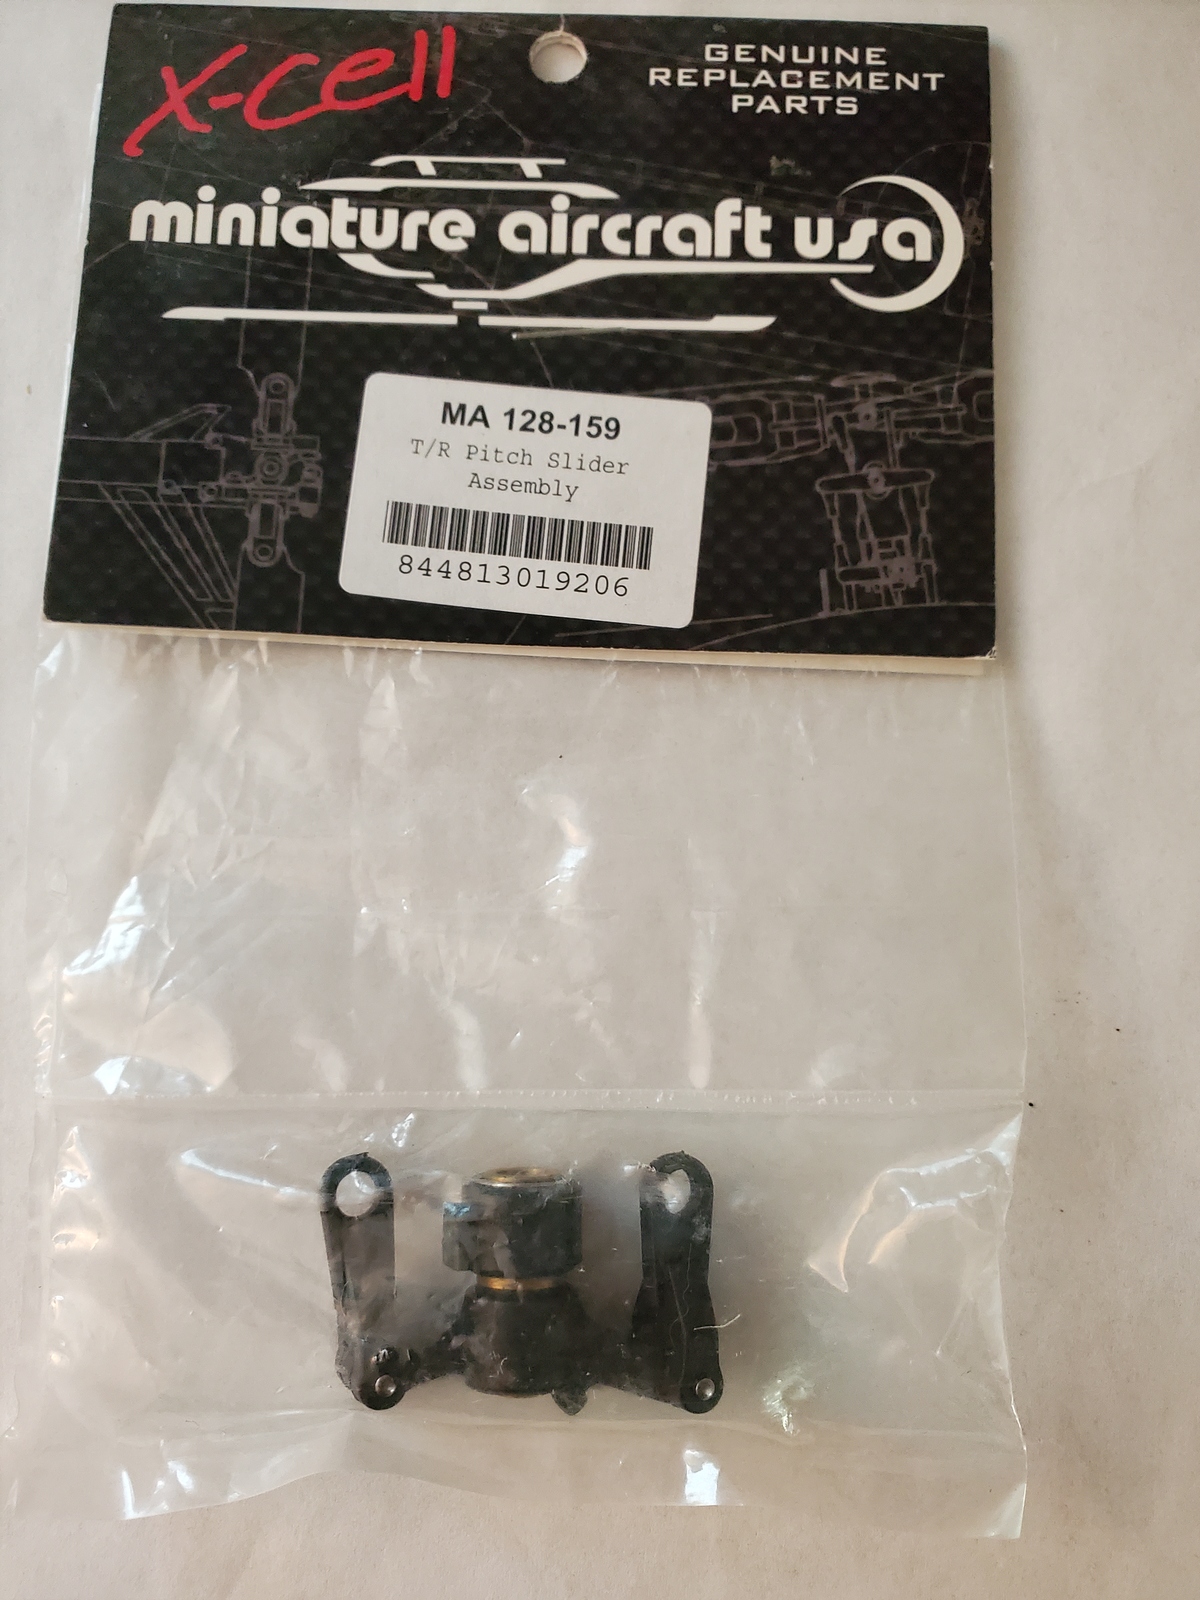 x-cell
GENUINE
REPLACEMENT
PARTS
miniature aircraft usa
MA 128-159
T/R Pitch Slider
Assembly
844813019206